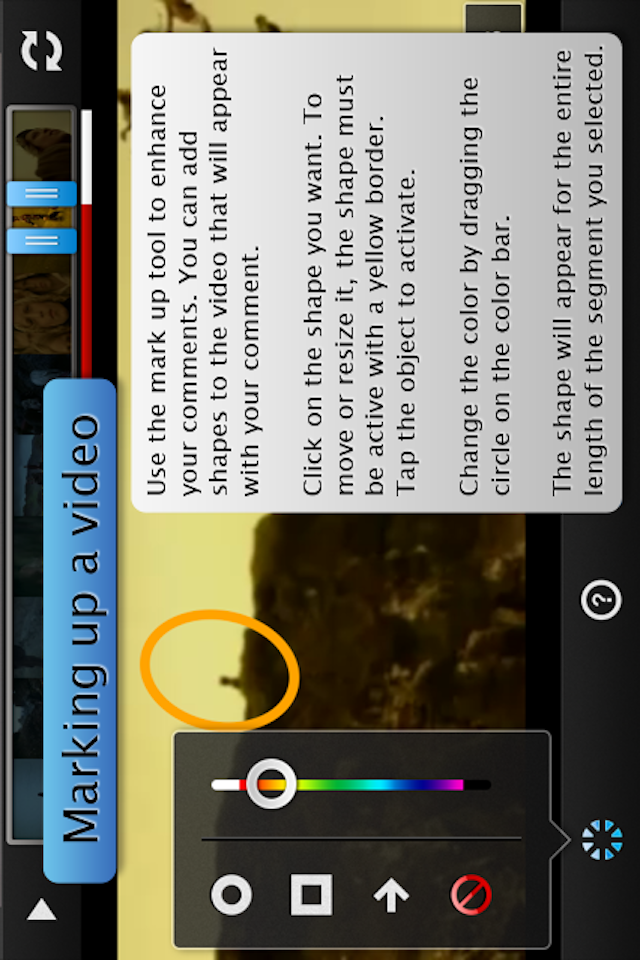 Marking up a video
Use the mark up tool to enhance
your comments. You can add
shapes to the video that will appear
with your comment.
Click on the shape you want. To
move or resize it, the shape must
be active with a yellow border.
Tap the object to activate.
Change the color by dragging the
circle on the color bar.
The shape will appear for the entire
length of the segment you selected.
?